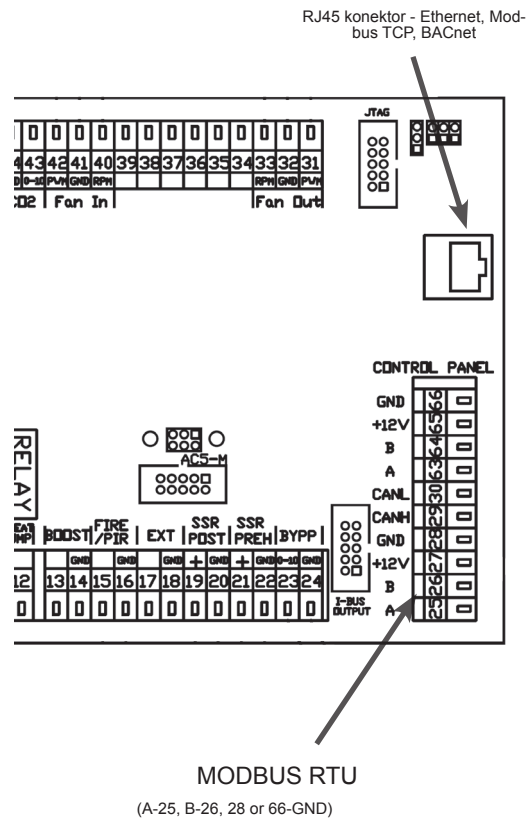 RJ45 konektor - Ethernet, Mod-
bus TCP, BACnet
JTAG
43 42 41 40 39 38 37 36 35 34 33 32 31
0-10 PWM GND RPM RPM GND PWM
CO2 Fan In Fan Out
CONTROL PANEL
GND 66
+12V 65
B 64
A 63
CANL 30
CANH 29
GND 28
+12V 27
B 26
A 25
RELAY
AC5-M
BOOST FIRE /PIR EXT SSR POST SSR PREH BYPP
GND GND GND + GND + GND 0-10 GND
12 13 14 15 16 17 18 19 20 21 22 23 24
I-BUS
OUTPUT
MODBUS RTU
(A-25, B-26, 28 or 66-GND)